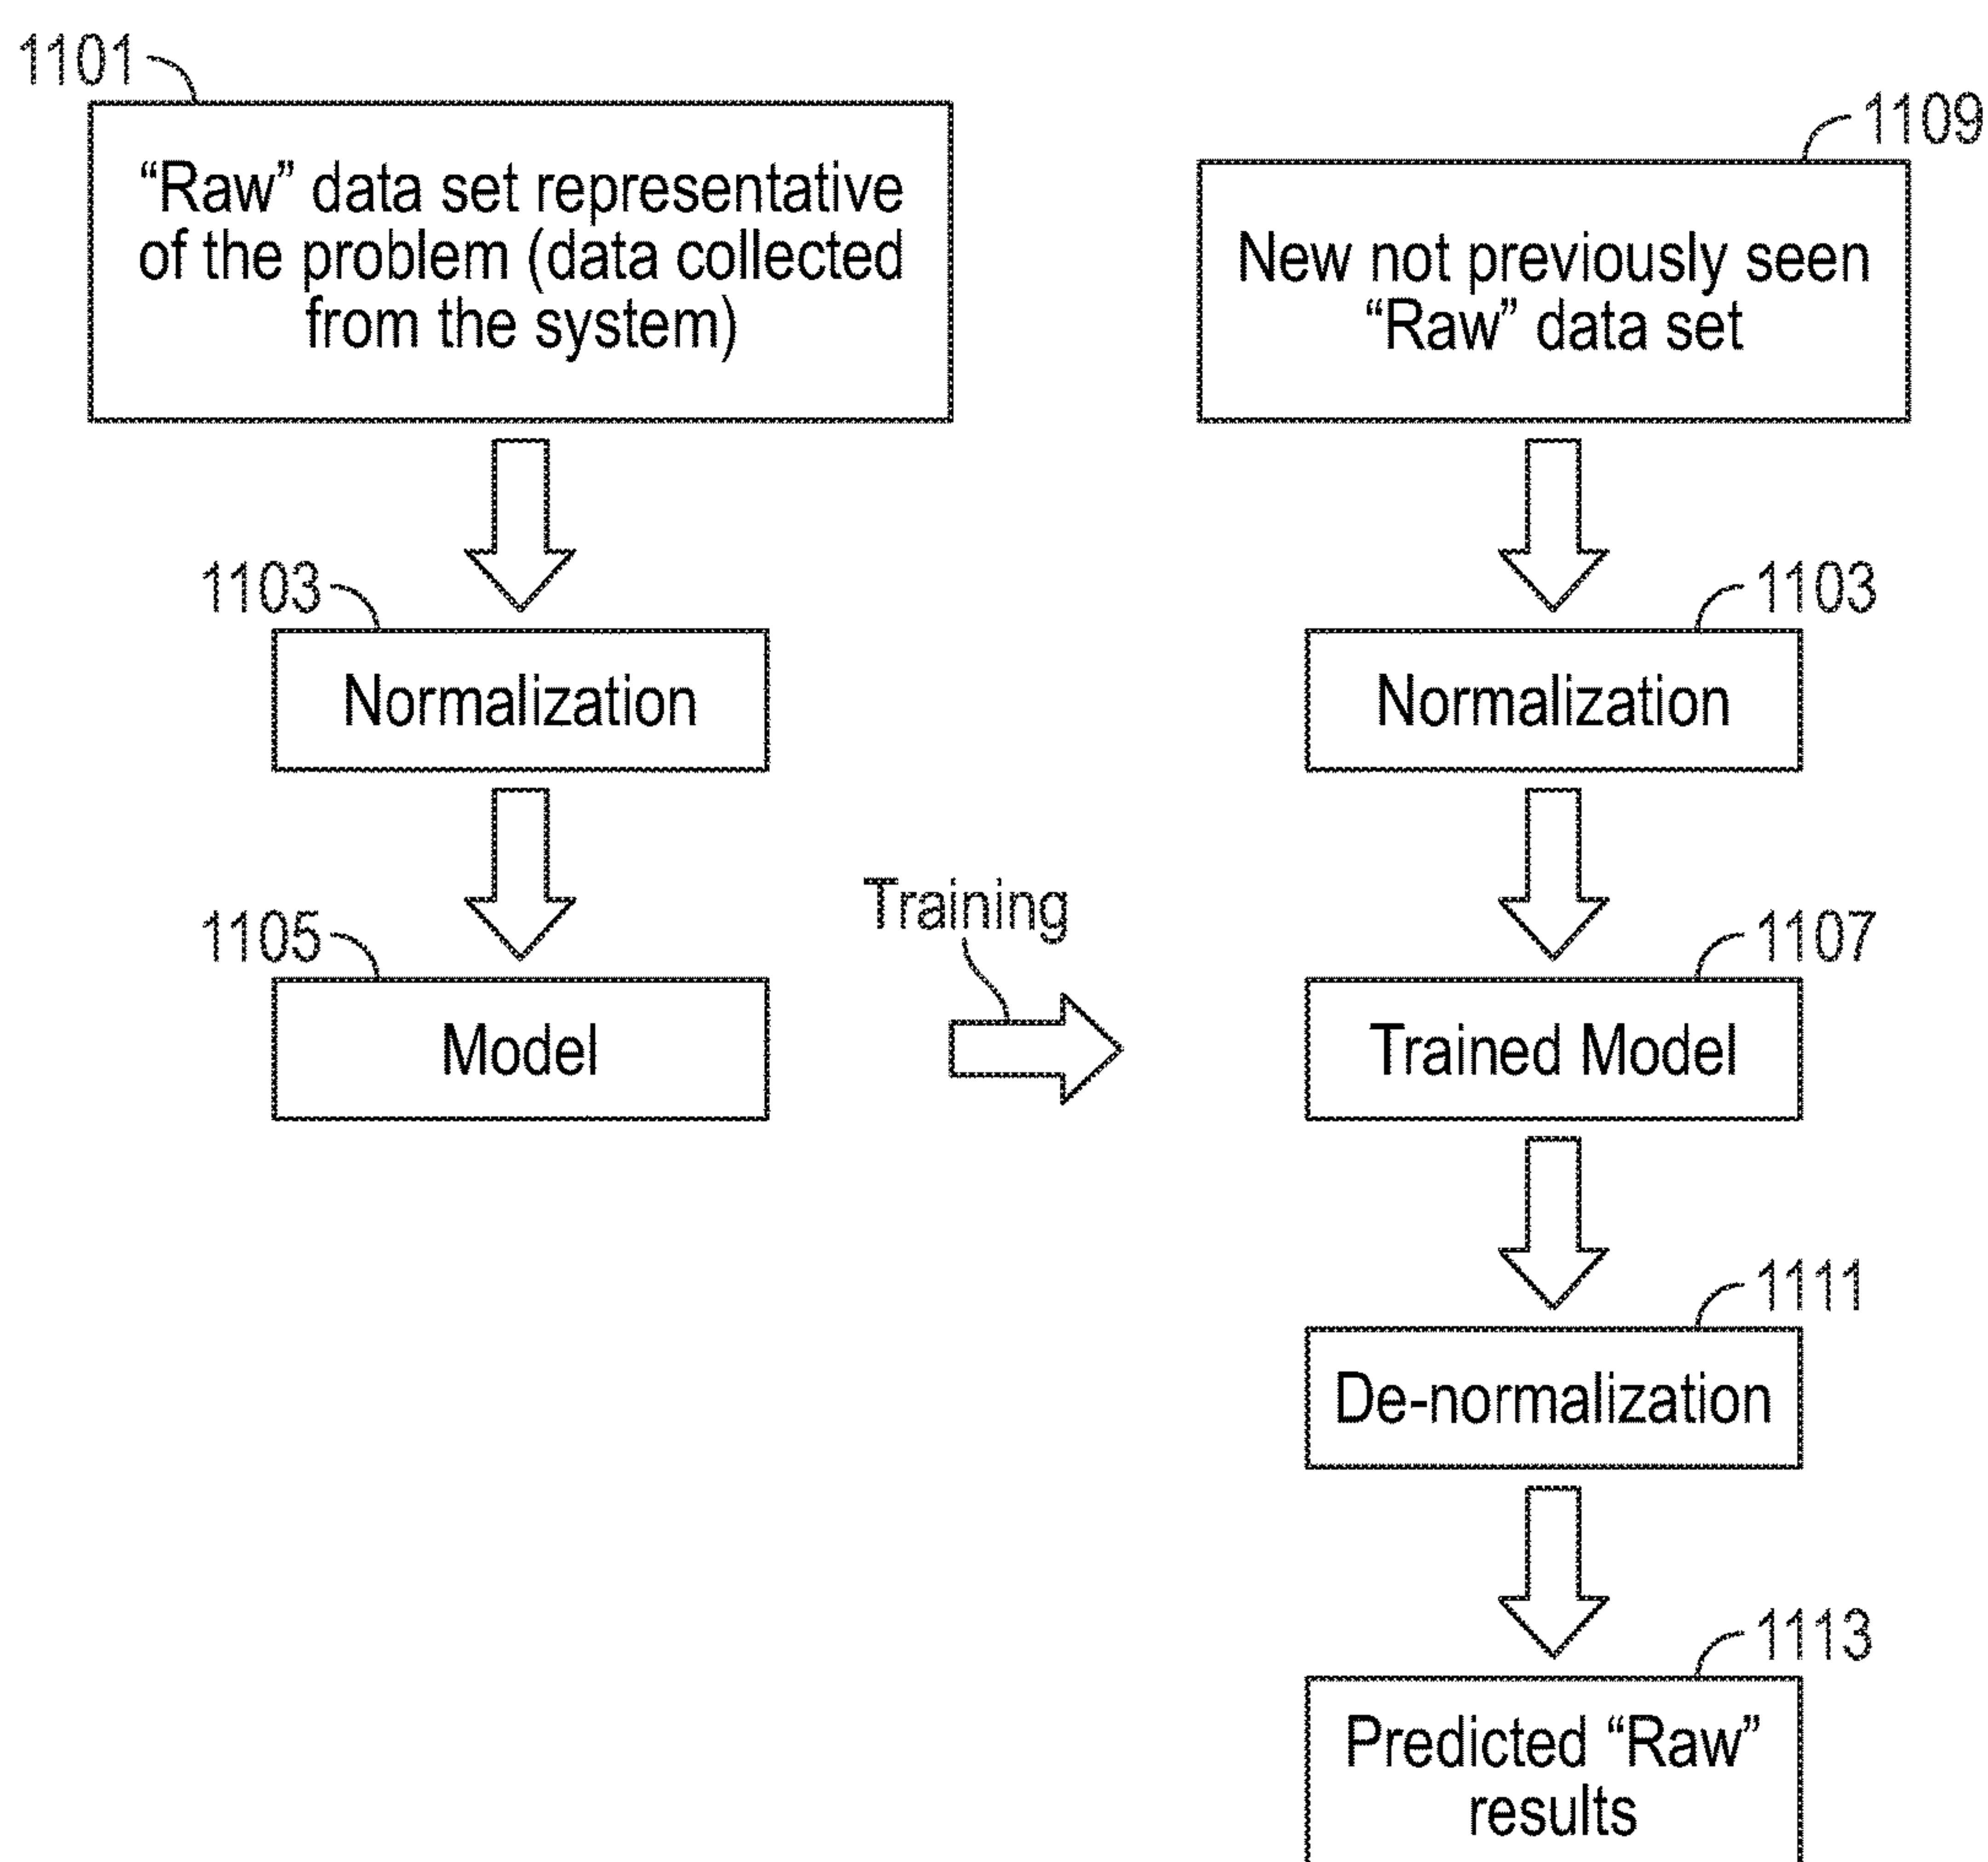 1101
“Raw” data set representative
of the problem (data collected
from the system)
1103
Normalization
1105
Model
Training
1109
New not previously seen
“Raw” data set
1103
Normalization
1107
Trained Model
1111
De-normalization
1113
Predicted “Raw”
results